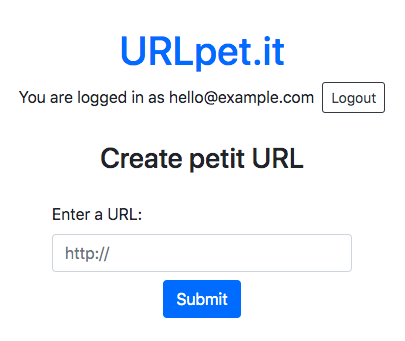 URLpet.it
You are logged in as hello@example.com Logout
Create petit URL
Enter a URL:
http://
Submit